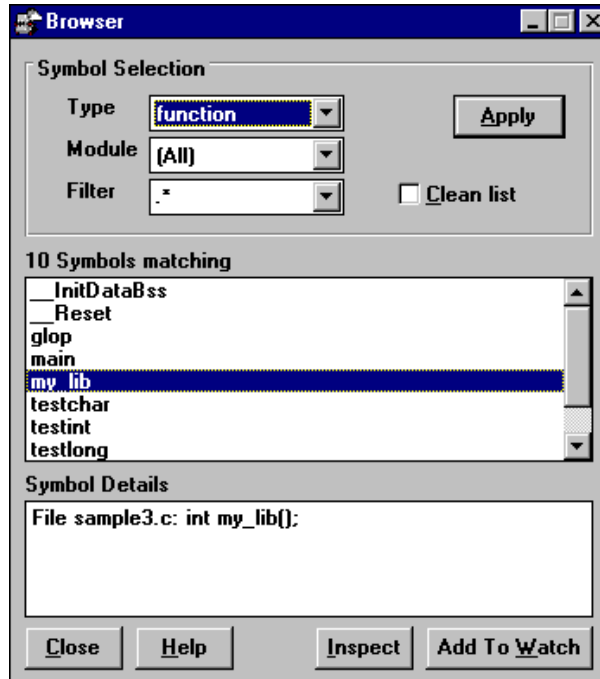 Browser
Symbol Selection
Type function
Apply
Module (All)
Filter .*
Clean list
10 Symbols matching
__InitDataBss
__Reset
glop
main
my_lib
testchar
testint
testlong
Symbol Details
File sample3.c: int my_lib();
Close Help Inspect Add To Watch